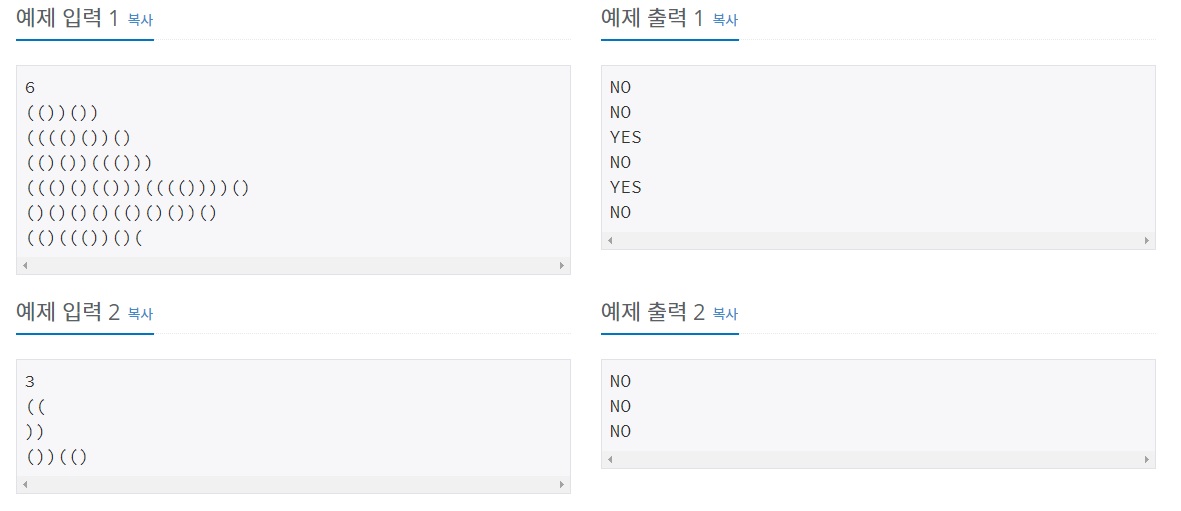 예제 입력 1 복사
6
(())())
(((()())()
(()())((()))
((()()(()))(((())))()
()()()()(()()())()
(()((())()(
예제 출력 1 복사
NO
NO
YES
NO
YES
NO
예제 입력 2 복사
3
((
))
())(()
예제 출력 2 복사
NO
NO
NO